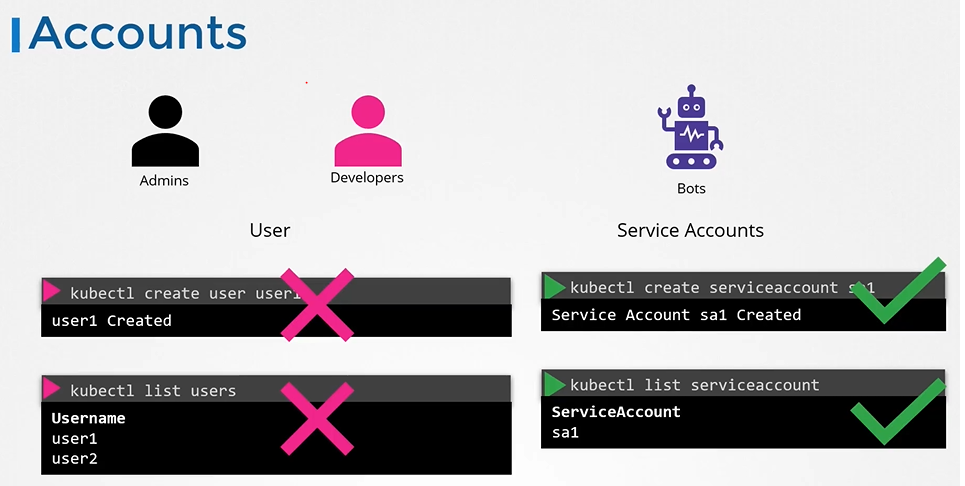 Accounts
Admins
Developers
Bots
User
Service Accounts
kubectl create user user1
user1 Created
kubectl create serviceaccount sa1
Service Account sa1 Created
kubectl list users
Username
user1
user2
kubectl list serviceaccount
ServiceAccount
sa1